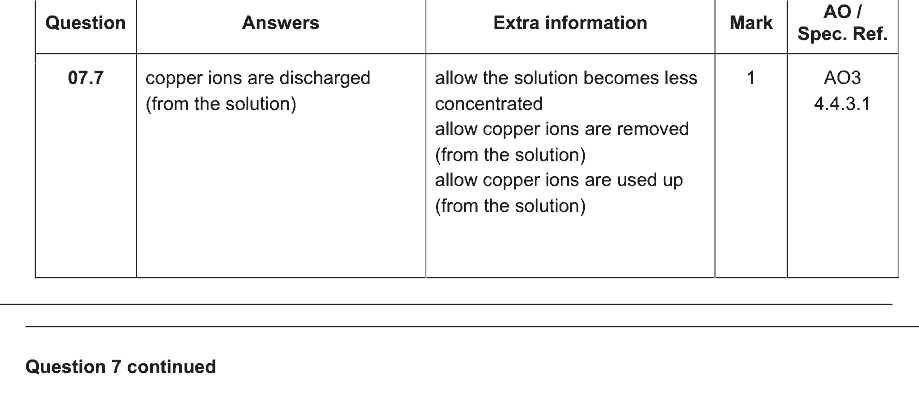 Question Answers Extra information Mark AO /
Spec. Ref.
07.7 copper ions are discharged allow the solution becomes less 1 AO3
(from the solution) concentrated 4.4.3.1
allow copper ions are removed
(from the solution)
allow copper ions are used up
(from the solution)
Question 7 continued